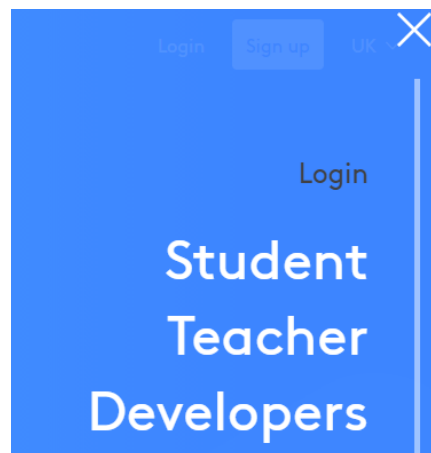 Login Sign up UK
Login
Student
Teacher
Developers